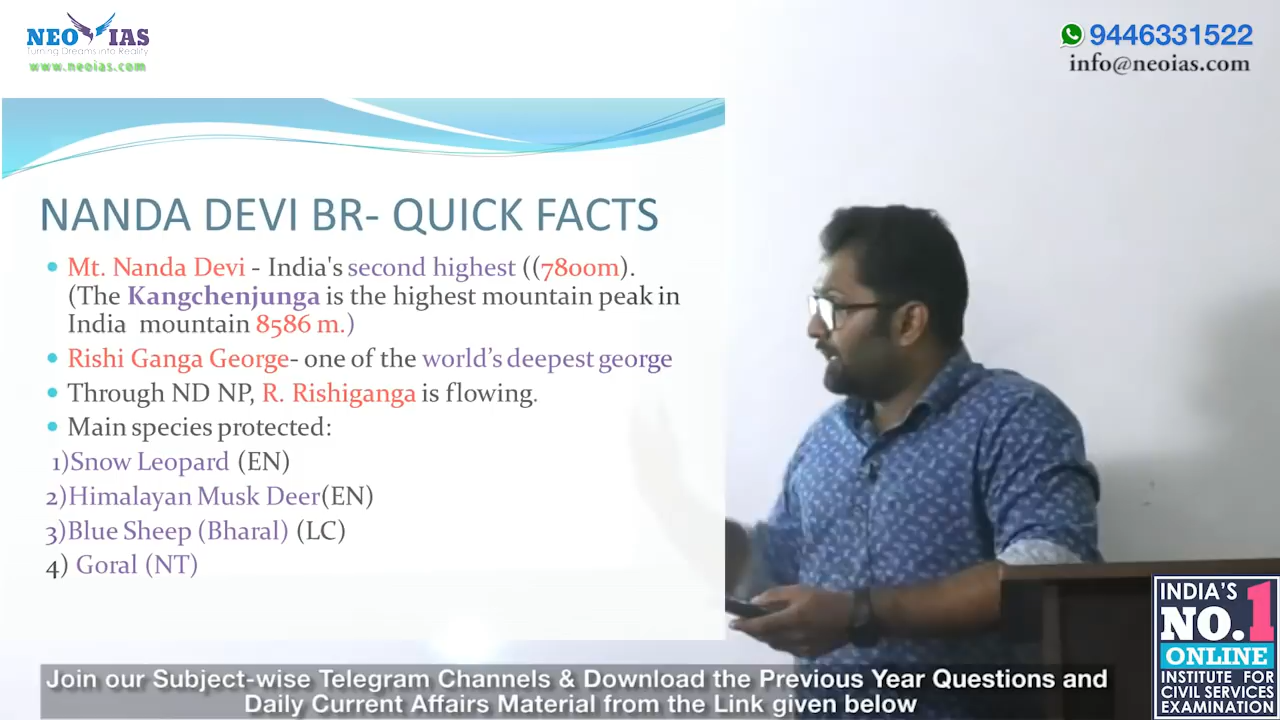 NEO IAS
Turning Dreams into Reality
www.neoias.com
9446331522
info@neoias.com
NANDA DEVI BR- QUICK FACTS
• Mt. Nanda Devi - India's second highest ((7800m).
(The Kangchenjunga is the highest mountain peak in
India mountain 8586 m.)
• Rishi Ganga George- one of the world's deepest george
• Through ND NP, R. Rishiganga is flowing.
• Main species protected:
1)Snow Leopard (EN)
2)Himalayan Musk Deer(EN)
3)Blue Sheep (Bharal) (LC)
4) Goral (NT)
INDIA'S
NO.1
ONLINE
INSTITUTE FOR
CIVIL SERVICES
EXAMINATION
Join our Subject-wise Telegram Channels & Download the Previous Year Questions and
Daily Current Affairs Material from the Link given below